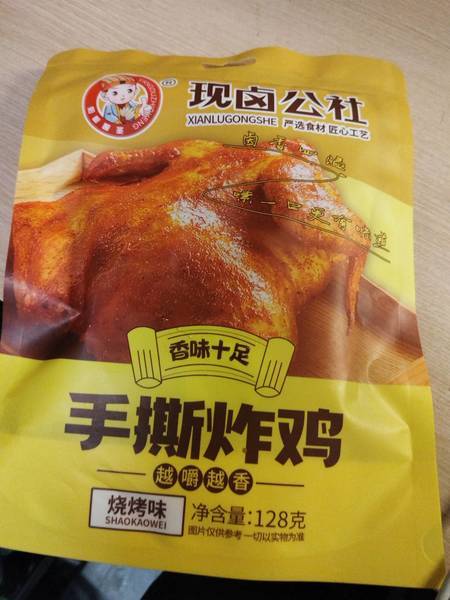 ®
现卤公社
XIANLUGONGSHE 严选食材 匠心工艺
香味十足
手撕炸鸡
越嚼越香
烧烤味
SHAOKAOWEI
净含量:128克
图片仅供参考 一切以实物为准